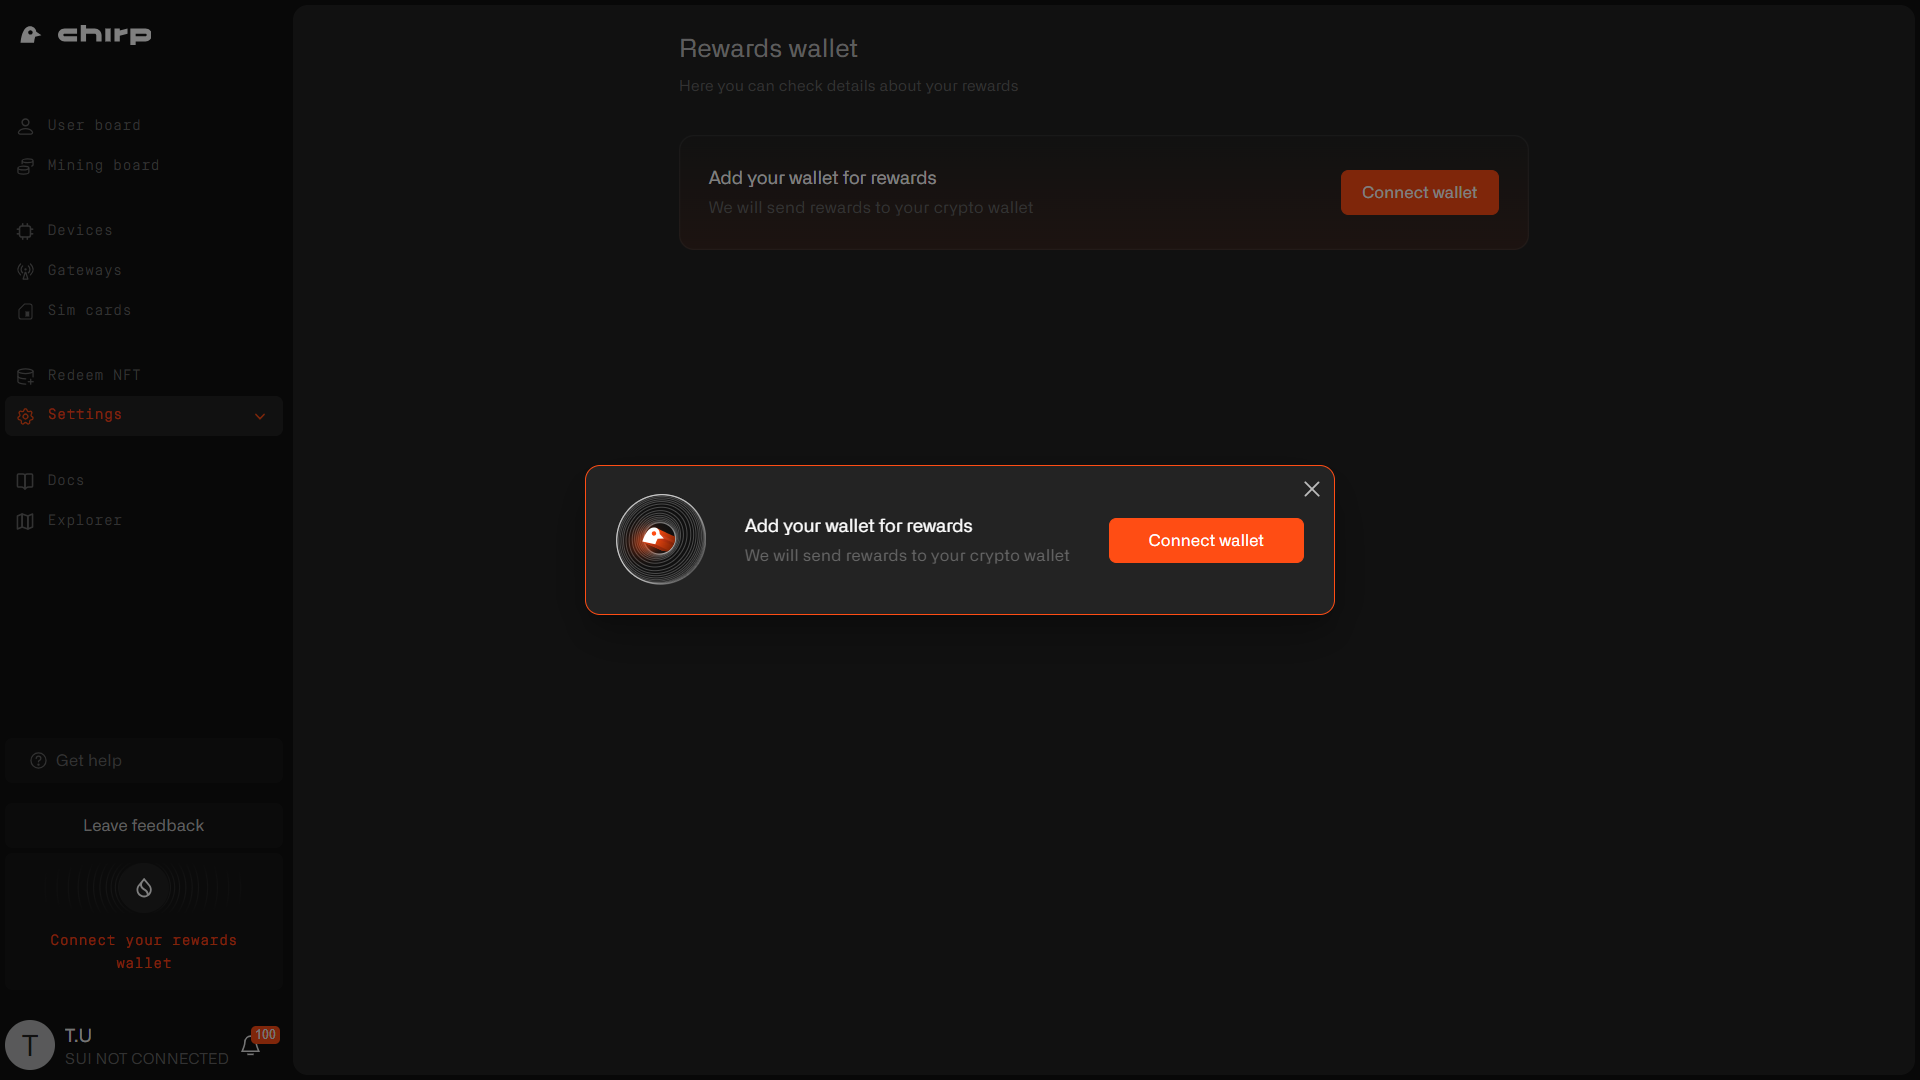 chirp
User board
Mining board
Devices
Gateways
Sim cards
Redeem NFT
Settings
Docs
Explorer
Get help
Leave feedback
Connect your rewards
wallet
T
T.U
SUI NOT CONNECTED
100
Rewards wallet
Here you can check details about your rewards
Add your wallet for rewards
We will send rewards to your crypto wallet
Connect wallet
Add your wallet for rewards
We will send rewards to your crypto wallet
Connect wallet